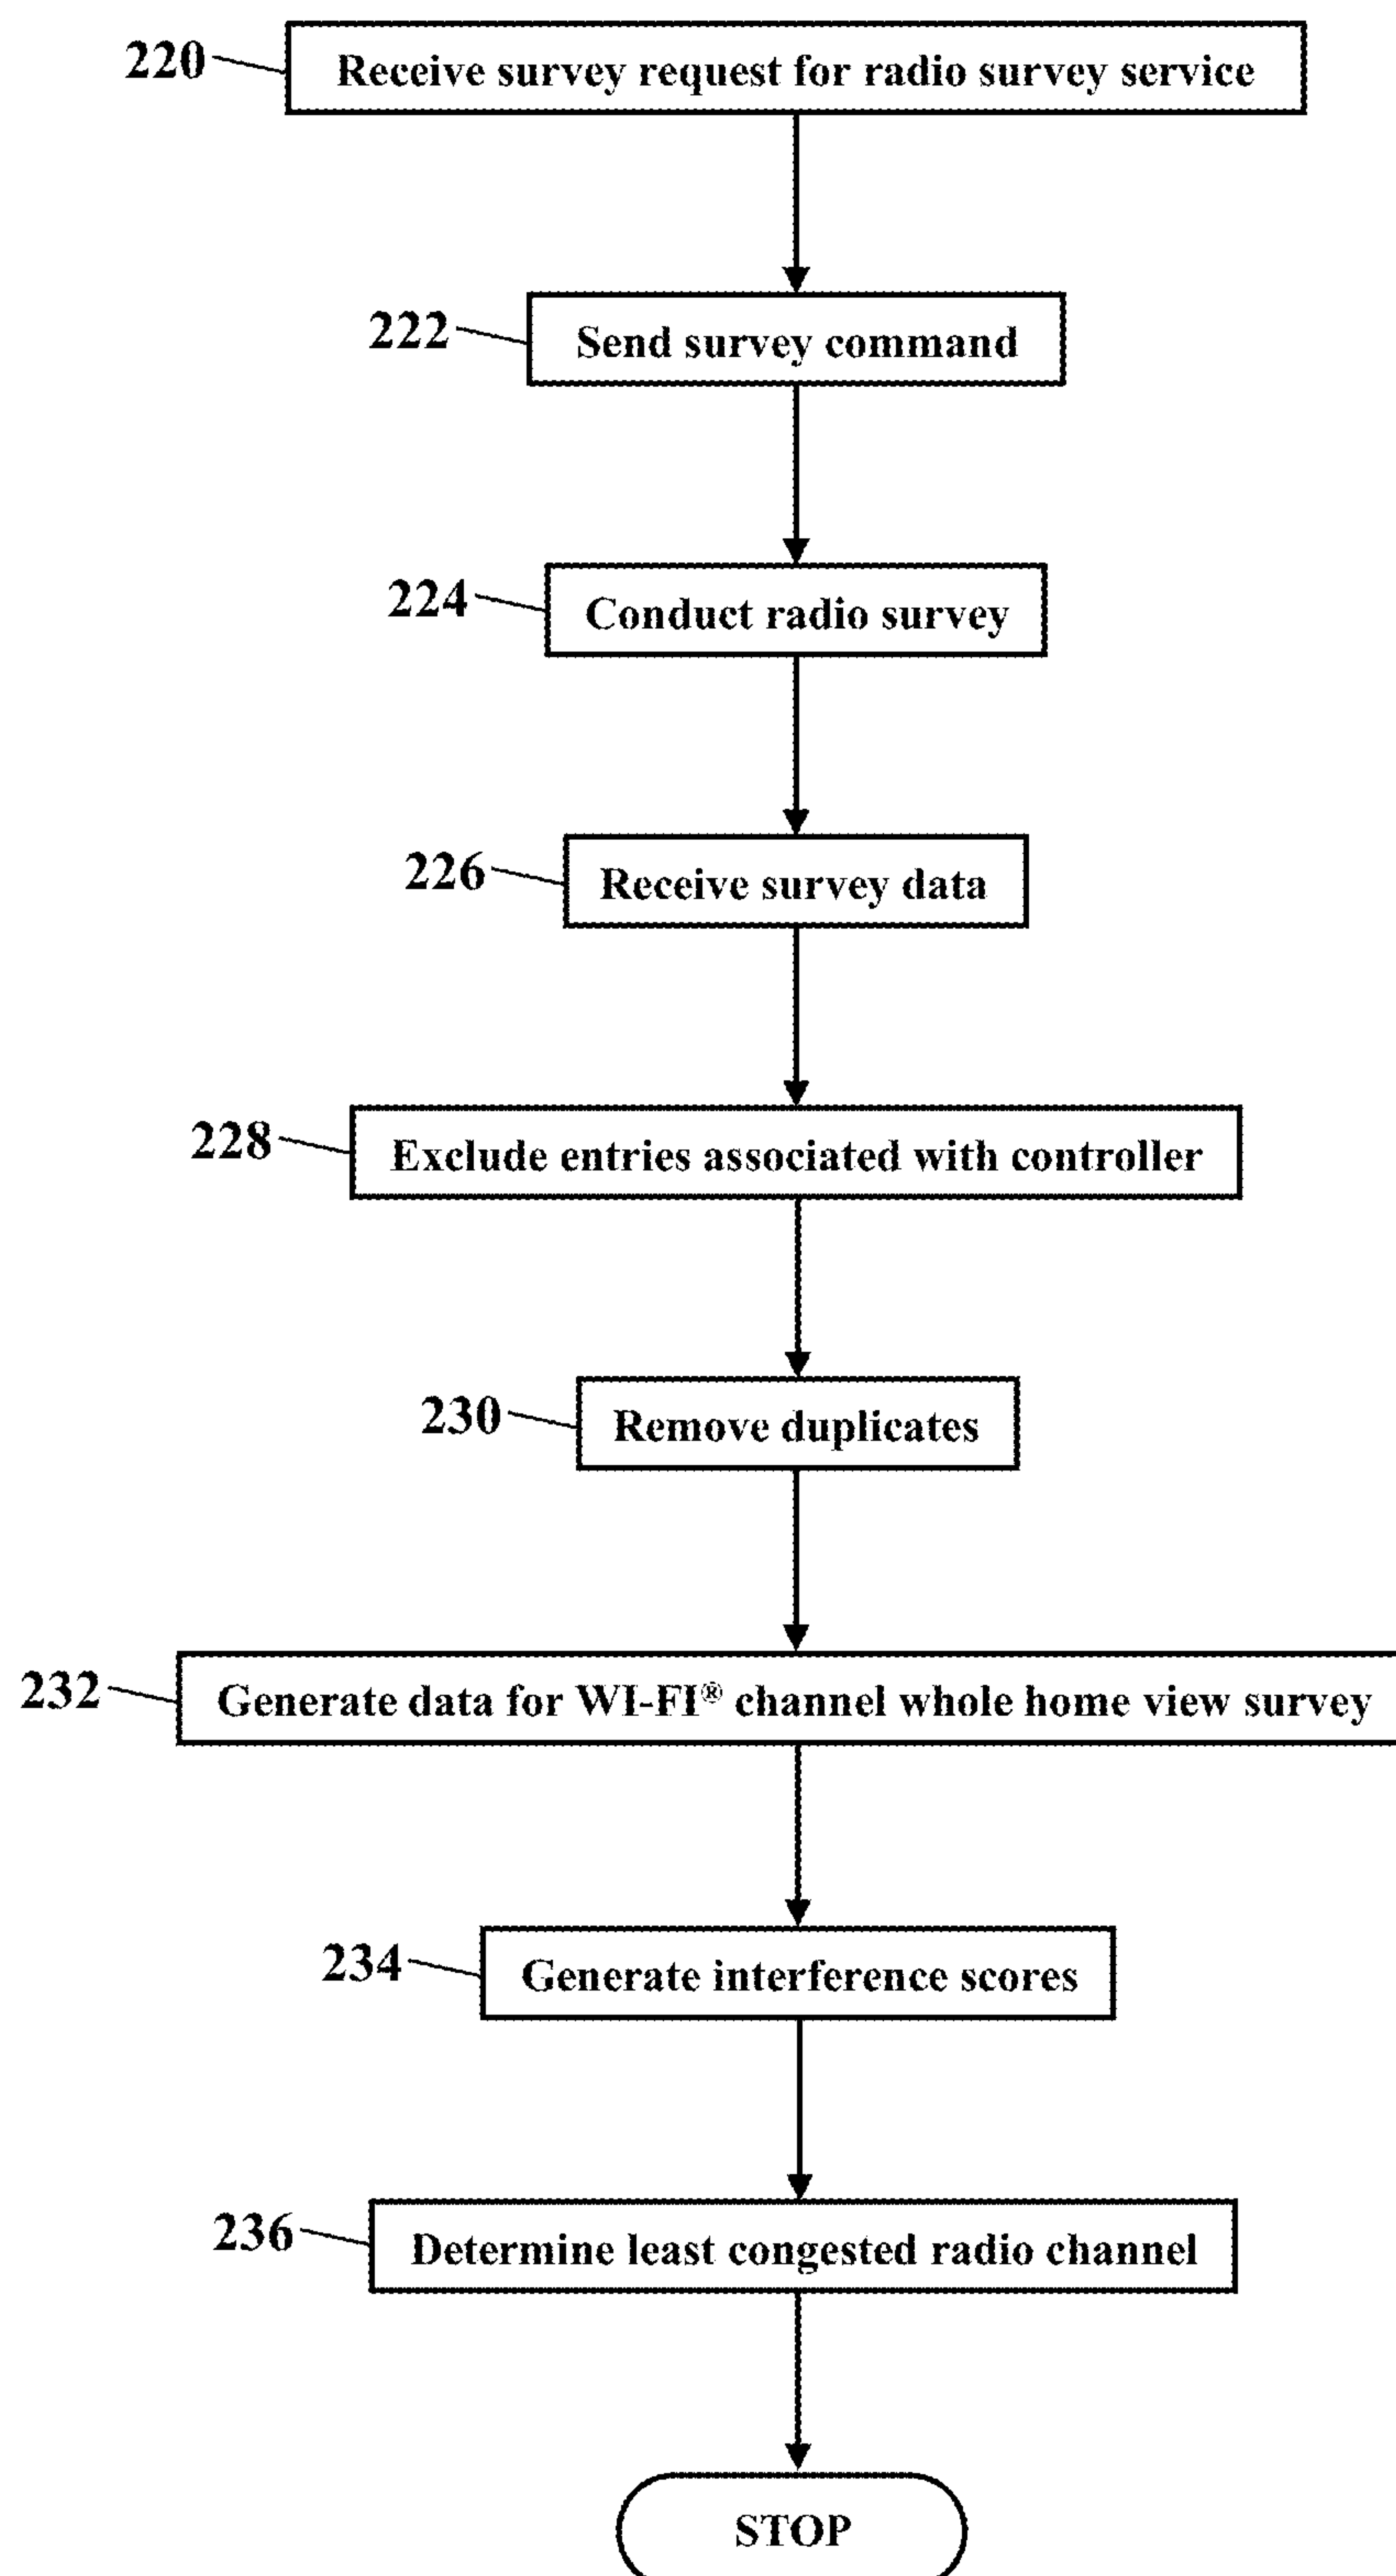 220 Receive survey request for radio survey service
222 Send survey command
224 Conduct radio survey
226 Receive survey data
228 Exclude entries associated with controller
230 Remove duplicates
232 Generate data for WI-FI® channel whole home view survey
234 Generate interference scores
236 Determine least congested radio channel
STOP